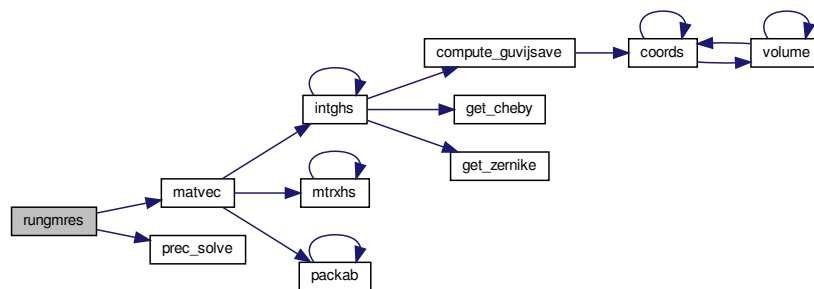 rungmres
matvec
prec_solve
intghs
mtrxhs
packab
compute_guvijsave
get_cheby
get_zernike
coords
volume